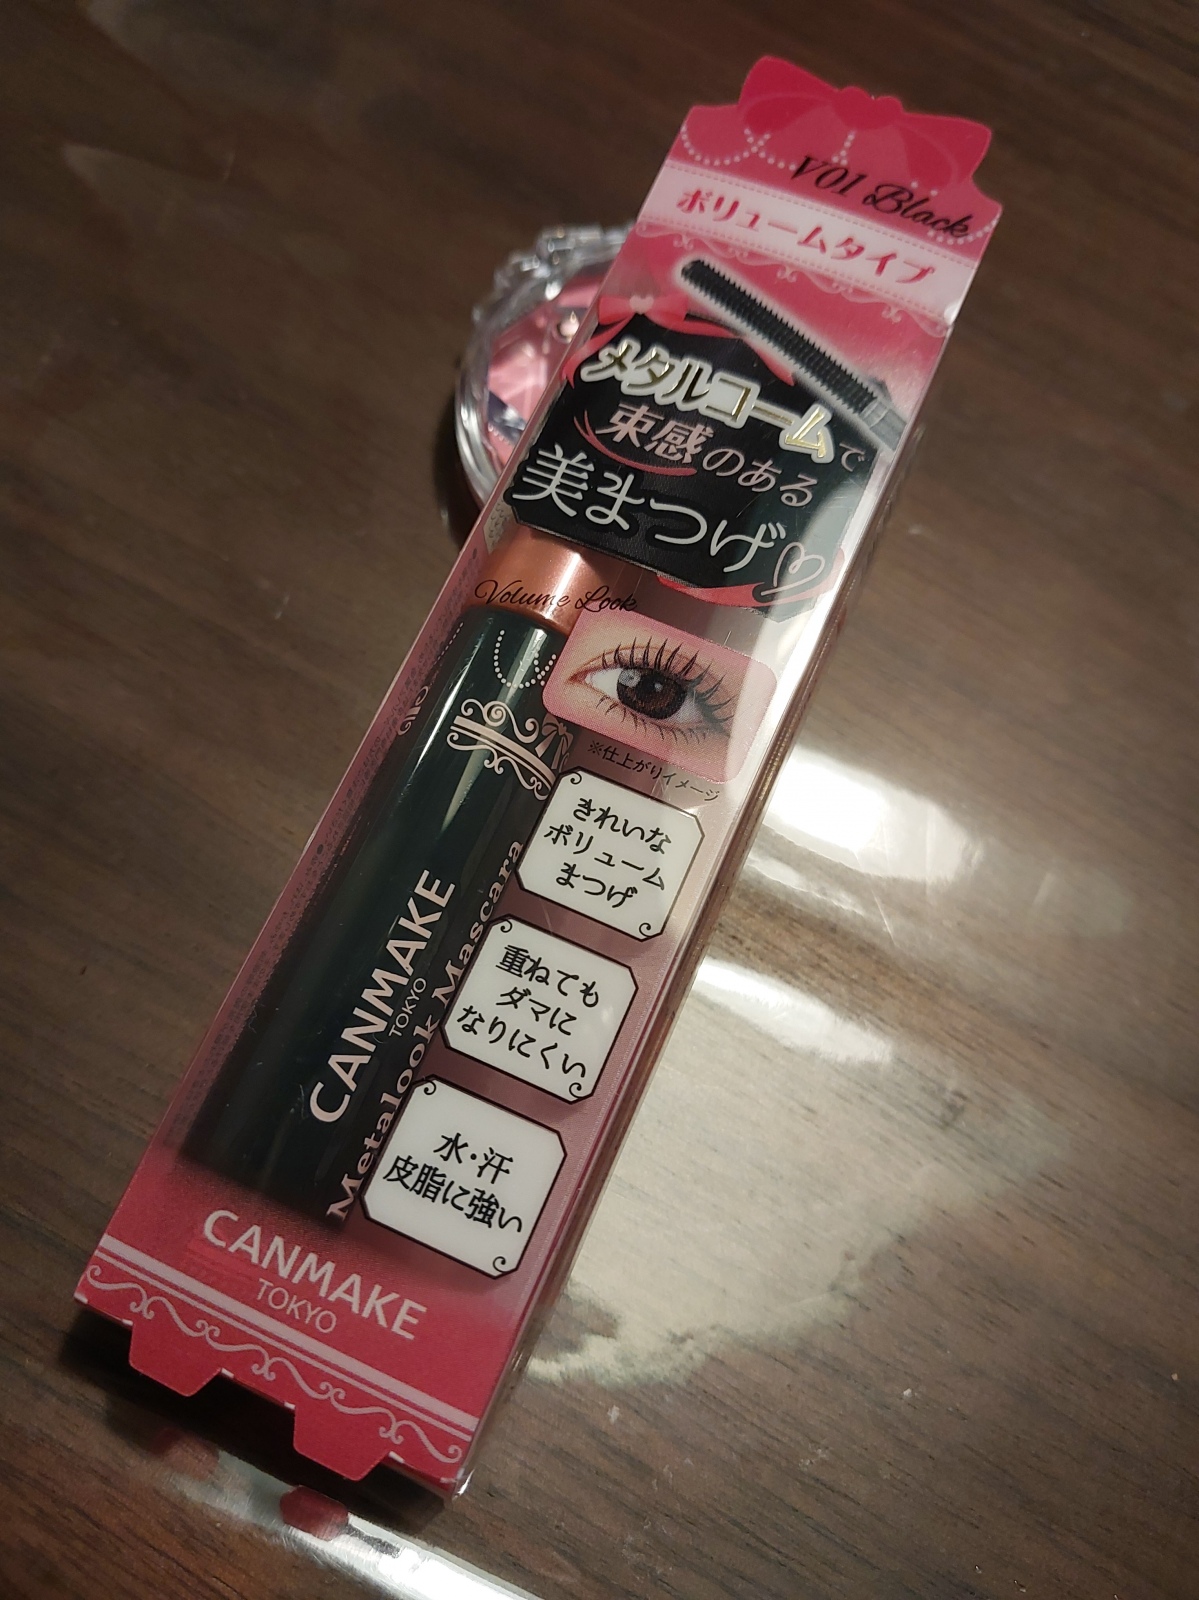 V01 Black
ボリュームタイプ
メタルコームで
束感のある
美まつげ♡
Volume Look
※仕上がりイメージ
きれいな
ボリューム
まつげ
重ねても
ダマに
なりにくい
水・汗
皮脂に強い
CANMAKE
TOKYO
Metalook Mascara
CANMAKE
TOKYO